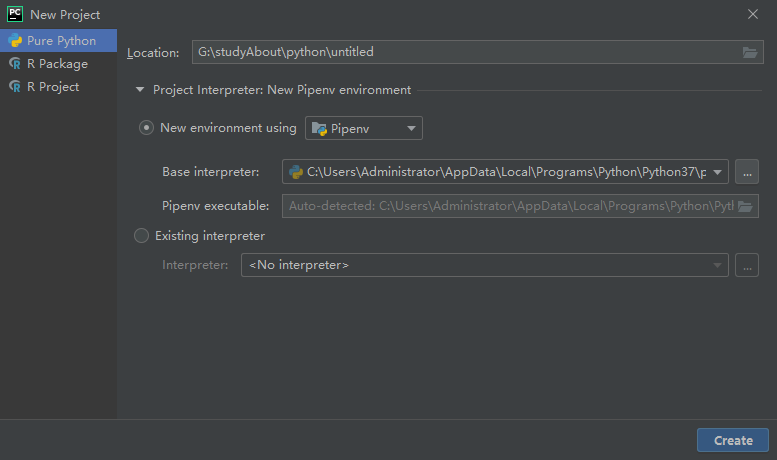 PC New Project
Pure Python
R Package
R Project
Location: G:\studyAbout\python\untitled
Project Interpreter: New Pipenv environment
New environment using Pipenv
Base interpreter: C:\Users\Administrator\AppData\Local\Programs\Python\Python37\p
...
Pipenv executable: Auto-detected: C:\Users\Administrator\AppData\Local\Programs\Python\Pyt
Existing interpreter
Interpreter: <No interpreter>
...
Create